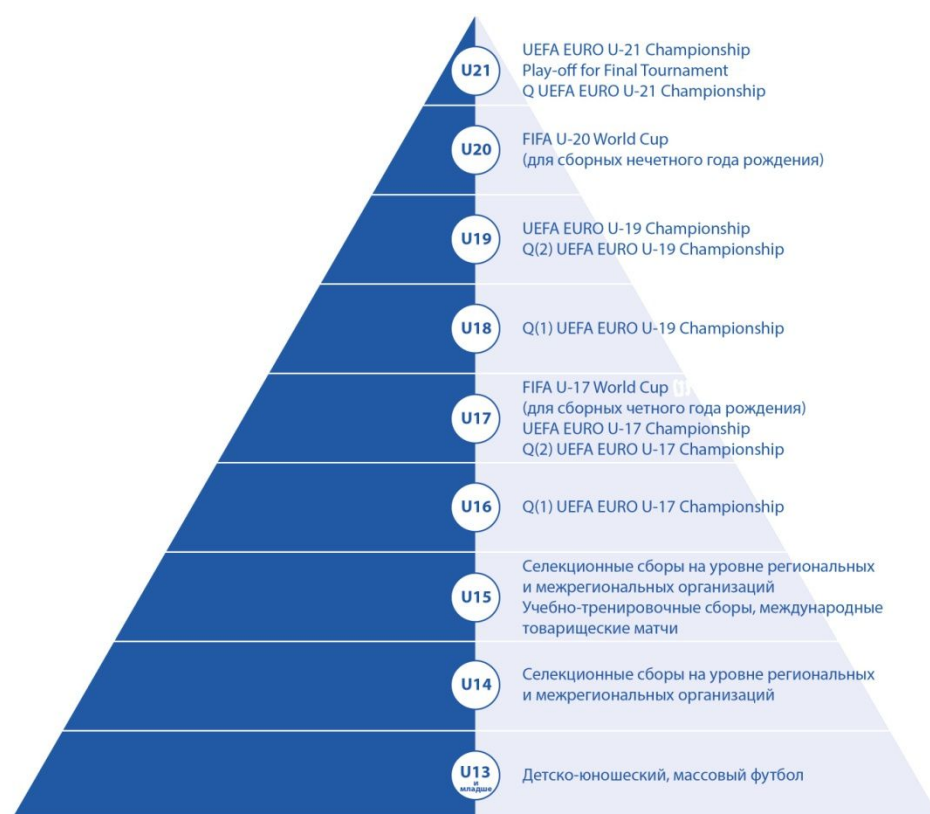 U21
UEFA EURO U-21 Championship
Play-off for Final Tournament
Q UEFA EURO U-21 Championship
U20
FIFA U-20 World Cup
(для сборных нечетного года рождения)
U19
UEFA EURO U-19 Championship
Q(2) UEFA EURO U-19 Championship
U18
Q(1) UEFA EURO U-19 Championship
U17
FIFA U-17 World Cup
(для сборных четного года рождения)
UEFA EURO U-17 Championship
Q(2) UEFA EURO U-17 Championship
U16
Q(1) UEFA EURO U-17 Championship
U15
Селекционные сборы на уровне региональных
и межрегиональных организаций
Учебно-тренировочные сборы, международные
товарищеские матчи
U14
Селекционные сборы на уровне региональных
и межрегиональных организаций
U13
и
младше
Детско-юношеский, массовый футбол